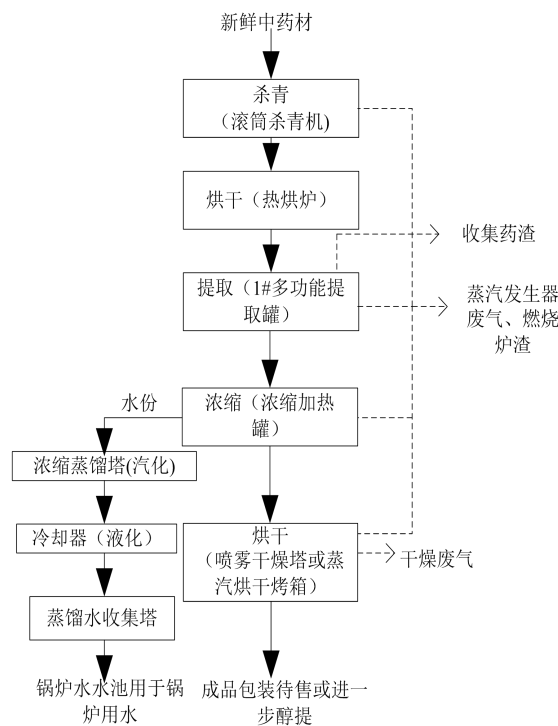 新鲜中药材
杀青
（滚筒杀青机)
烘干（热烘炉）
收集药渣
提取（1#多功能提
取罐）
蒸汽发生器
废气、燃烧
炉渣
水份
浓缩（浓缩加热
罐）
浓缩蒸馏塔(汽化)
冷却器（液化）
烘干
（喷雾干燥塔或蒸
汽烘干烤箱）
干燥废气
蒸馏水收集塔
锅炉水水池用于锅
炉用水
成品包装待售或进一
步醇提